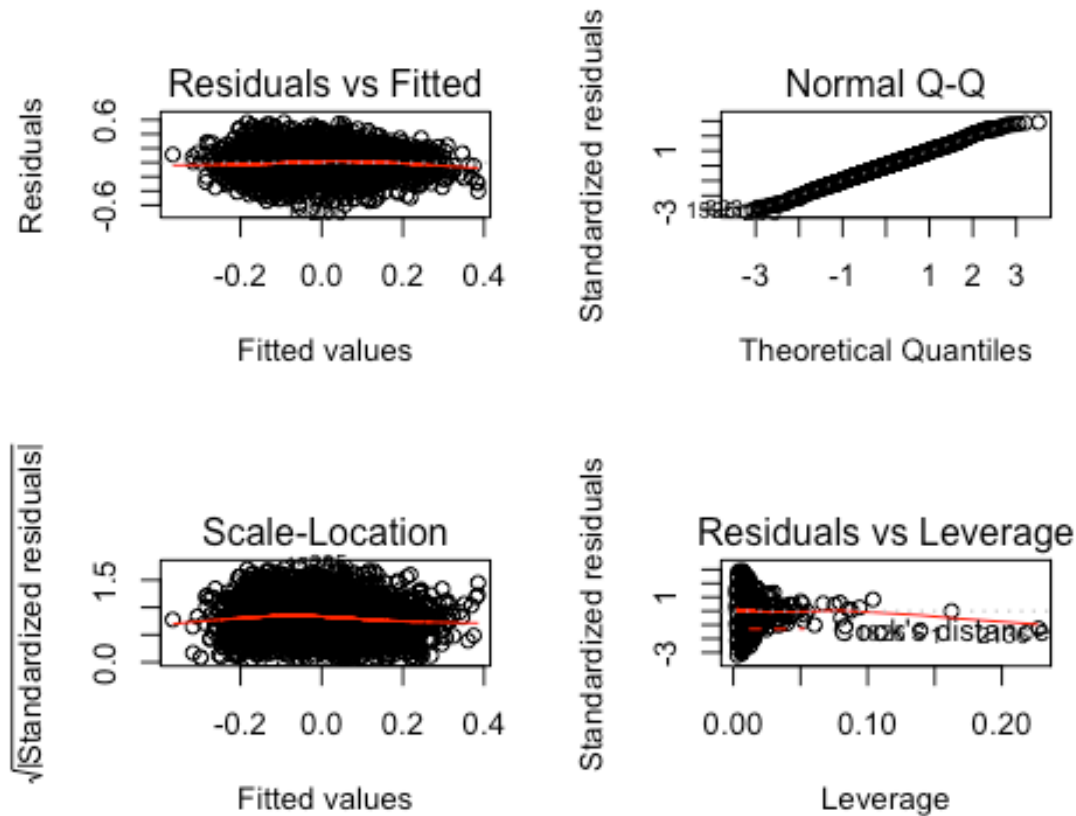 Residuals vs Fitted
Residuals
0.6
-0.6
-0.2 0.0 0.2 0.4
Fitted values
Normal Q-Q
Standardized residuals
1
-3
-3 -1 1 2 3
Theoretical Quantiles
Scale-Location
√|Standardized residuals|
1.5
0.0
-0.2 0.0 0.2 0.4
Fitted values
Residuals vs Leverage
Standardized residuals
1
-3
Cook's distance
0.00 0.10 0.20
Leverage